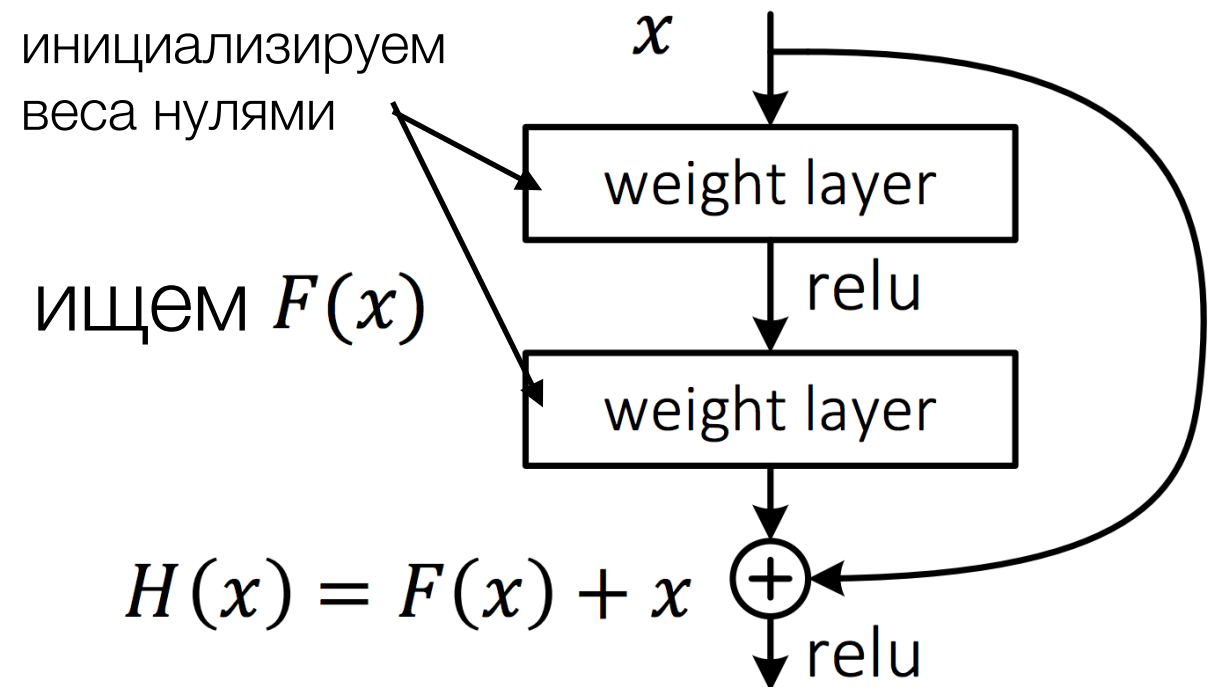 инициализируем
веса нулями
x
weight layer
relu
ищем F(x)
weight layer
H(x) = F(x) + x
+
relu